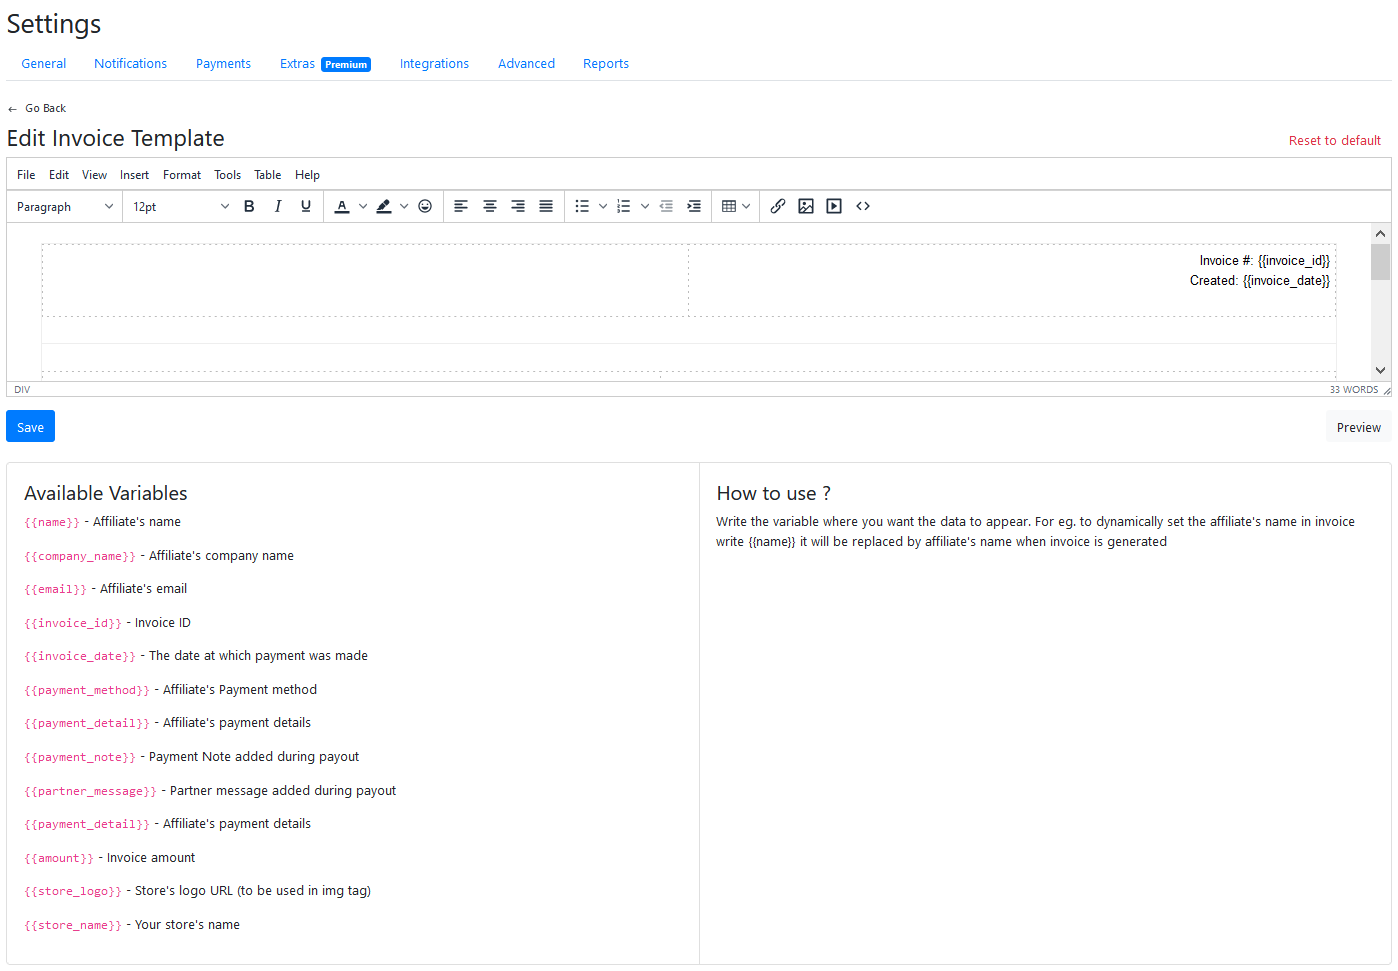 Settings
General Notifications Payments Extras Premium Integrations Advanced Reports
← Go Back
Edit Invoice Template
Reset to default
File Edit View Insert Format Tools Table Help
Paragraph 12pt B I U A
Invoice #: {{invoice_id}}
Created: {{invoice_date}}
DIV 33 WORDS
Save Preview
Available Variables
{{name}} - Affiliate's name
{{company_name}} - Affiliate's company name
{{email}} - Affiliate's email
{{invoice_id}} - Invoice ID
{{invoice_date}} - The date at which payment was made
{{payment_method}} - Affiliate's Payment method
{{payment_detail}} - Affiliate's payment details
{{payment_note}} - Payment Note added during payout
{{partner_message}} - Partner message added during payout
{{payment_detail}} - Affiliate's payment details
{{amount}} - Invoice amount
{{store_logo}} - Store's logo URL (to be used in img tag)
{{store_name}} - Your store's name
How to use ?
Write the variable where you want the data to appear. For eg. to dynamically set the affiliate's name in invoice
write {{name}} it will be replaced by affiliate's name when invoice is generated